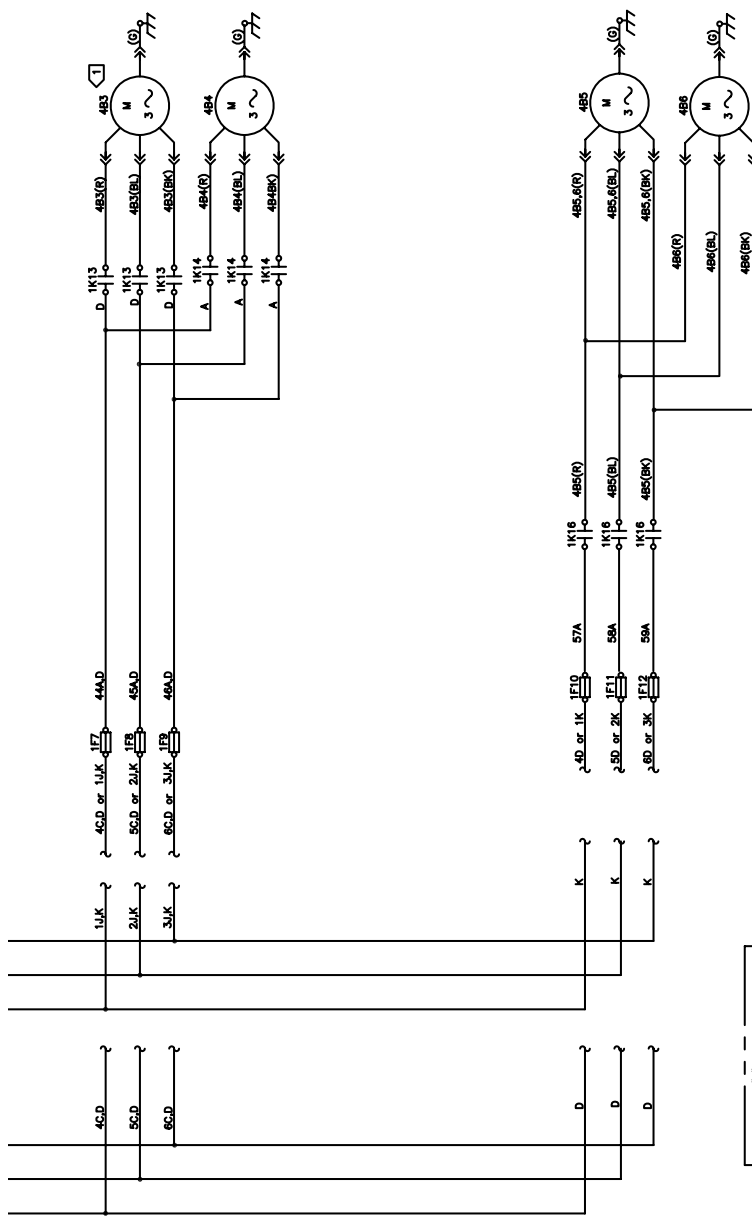 (G)
(G)
(G)
(G)
1
4B3
4B4
4B5
4B6
M
3 ~
M
3 ~
M
3 ~
M
3 ~
4B3(R)
4B3(BL)
4B3(BK)
4B4(R)
4B4(BL)
4B4BK)
4B5,6(R)
4B5,6(BL)
4B5,6(BK)
4B6(R)
4B6(BL)
4B6(BK)
1K13
1K13
1K13
1K14
1K14
1K14
D
D
D
A
A
A
4B5(R)
4B5(BL)
4B5(BK)
1K16
1K16
1K16
57A
58A
59A
44A,D
45A,D
46A,D
1F7
1F8
1F9
1F10
1F11
1F12
4C,D or 1J,K
5C,D or 2J,K
6C,D or 3J,K
4D or 1K
5D or 2K
6D or 3K
1J,K
2J,K
3J,K
K
K
K
4C,D
5C,D
6C,D
D
D
D